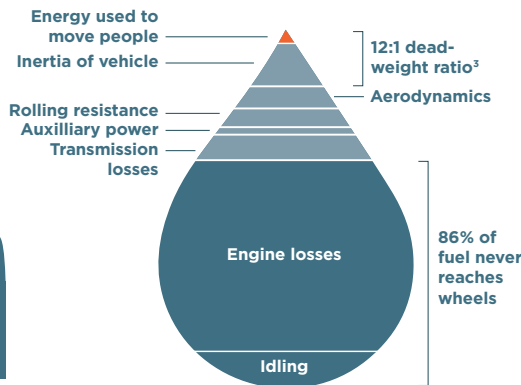 Energy used to
move people
Inertia of vehicle
12:1 dead-
weight ratio³
Aerodynamics
Rolling resistance
Auxilliary power
Transmission
losses
Engine losses
86% of
fuel never
reaches
wheels
Idling